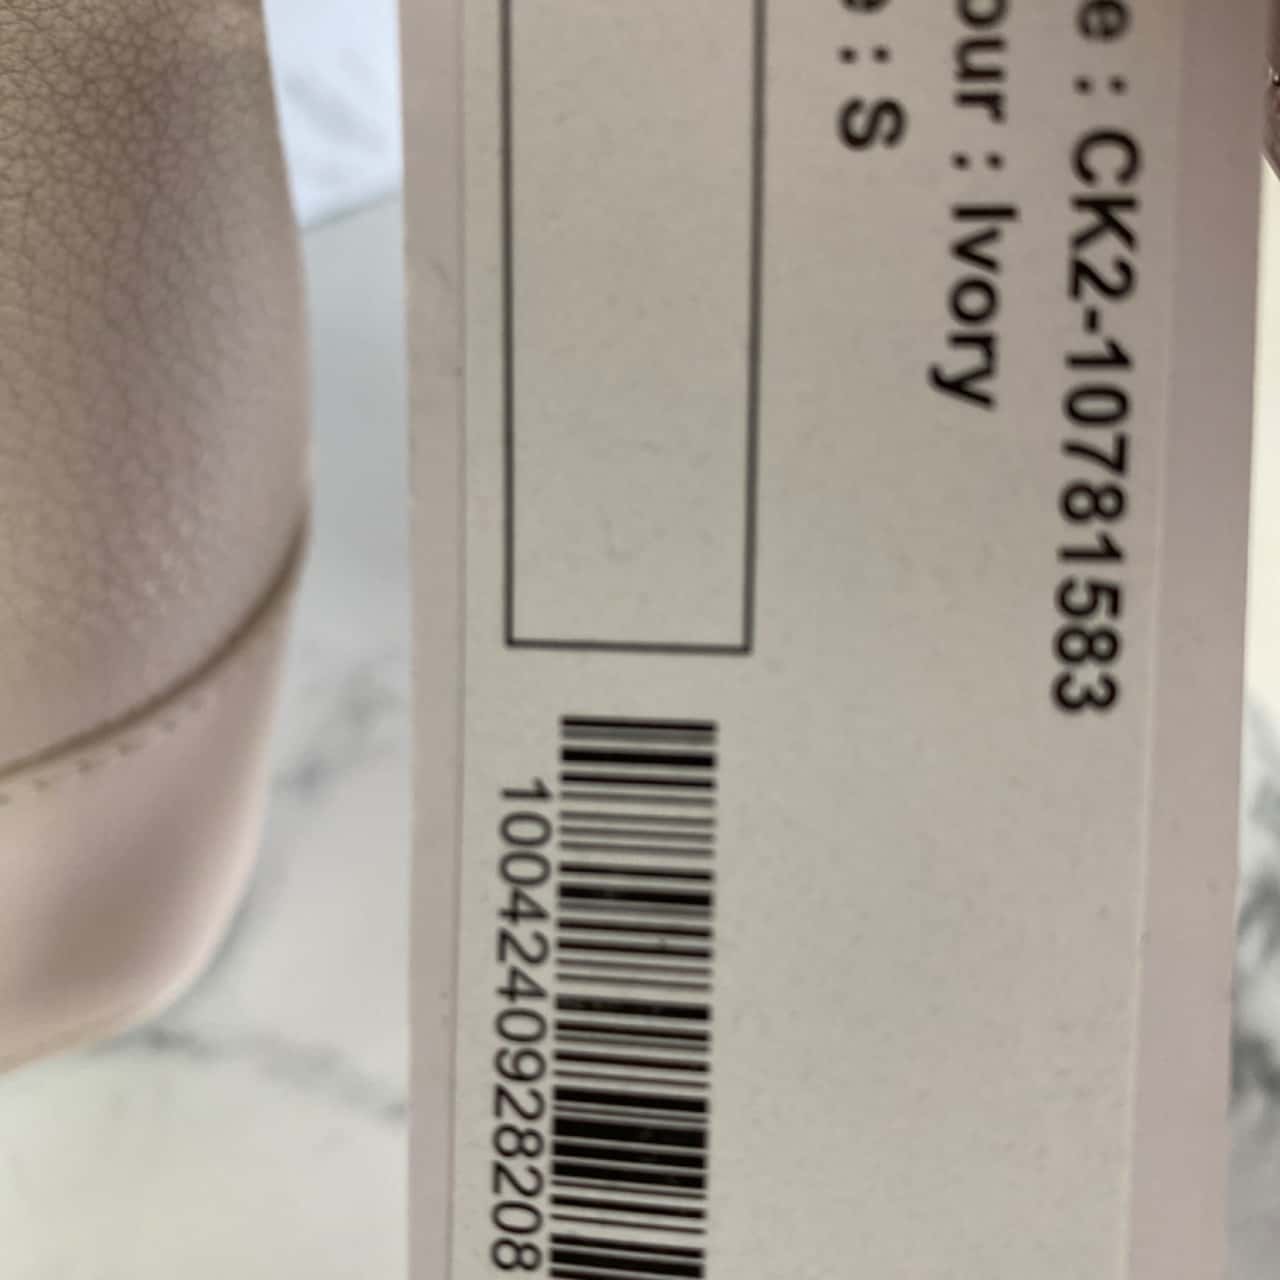 e : CK2-10781583
our : Ivory
e : S
1004240928208